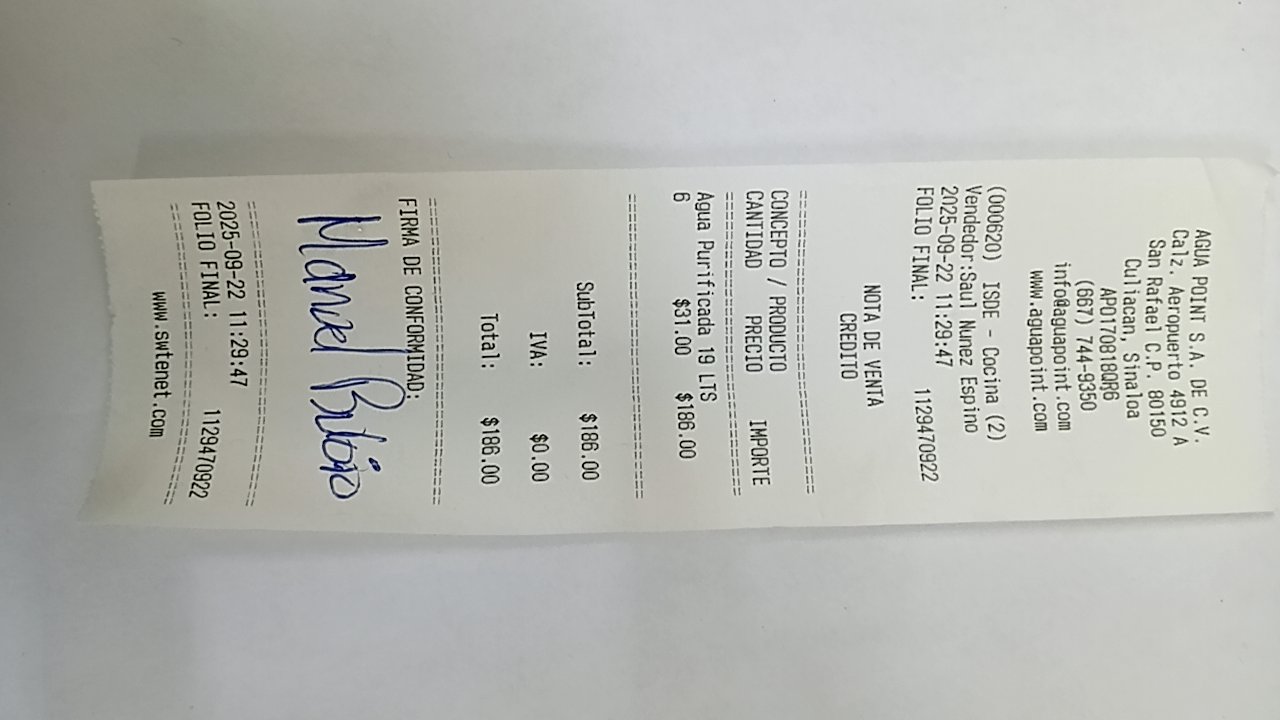 AGUA POINT S.A. DE C.V.
Calz. Aeropuerto 4912 A
San Rafael C.P. 80150
Culiacan, Sinaloa
APO170818QR6
(667) 744-9350
info@aguapoint.com
www.aguapoint.com
(000620) ISDE - Cocina (2)
Vendedor:Saul Nunez Espino
2025-09-22 11:29:47
FOLIO FINAL: 1129470922
NOTA DE VENTA
CREDITO
===========================
CONCEPTO / PRODUCTO
CANTIDAD PRECIO IMPORTE
===========================
Agua Purificada 19 LTS
6 $31.00 $186.00
===========================
SubTotal: $186.00
IVA: $0.00
Total: $186.00
===========================
FIRMA DE CONFORMIDAD:
Manuel
===========================
2025-09-22 11:29:47
FOLIO FINAL: 1129470922
===========================
www.swtenet.com